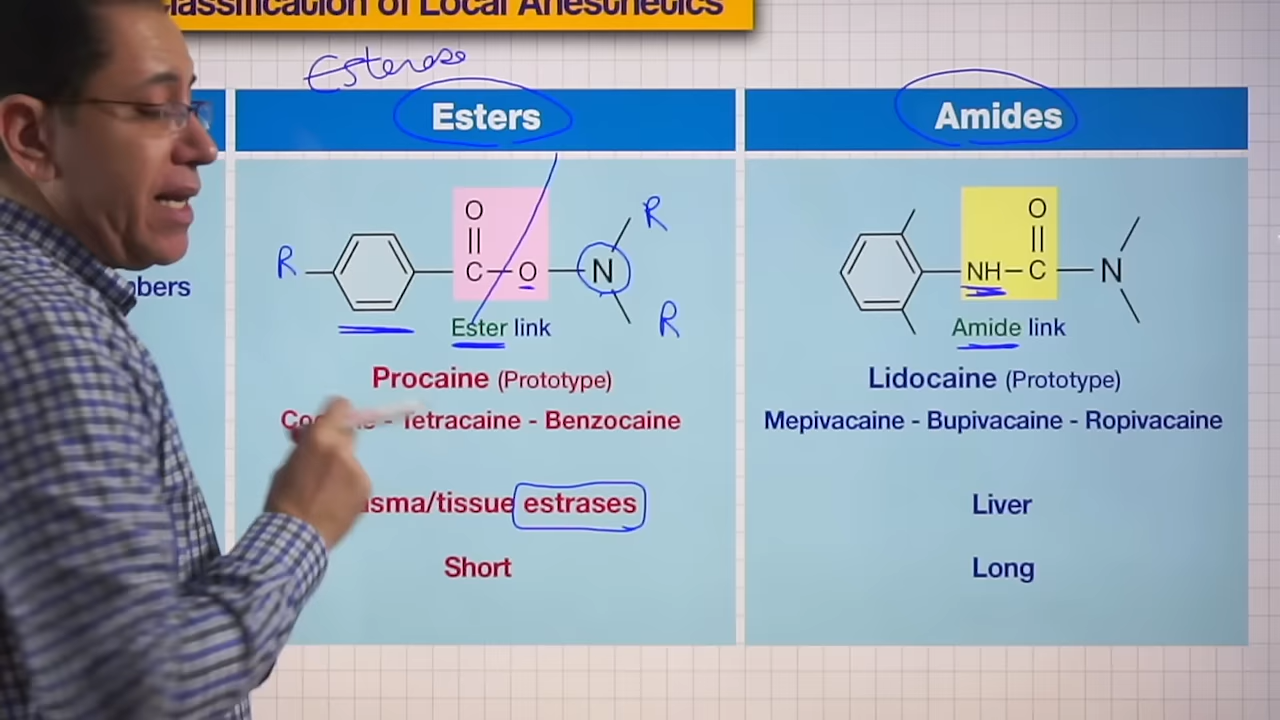 lassification of Local Anesthetics
Esterase
Esters
Amides
R
O
C
O
N
R
R
Ester link
O
NH
C
N
Amide link
mbers
Procaine (Prototype)
Lidocaine (Prototype)
Tetracaine - Benzocaine
Mepivacaine - Bupivacaine - Ropivacaine
sma/tissue estrases
Liver
Short
Long